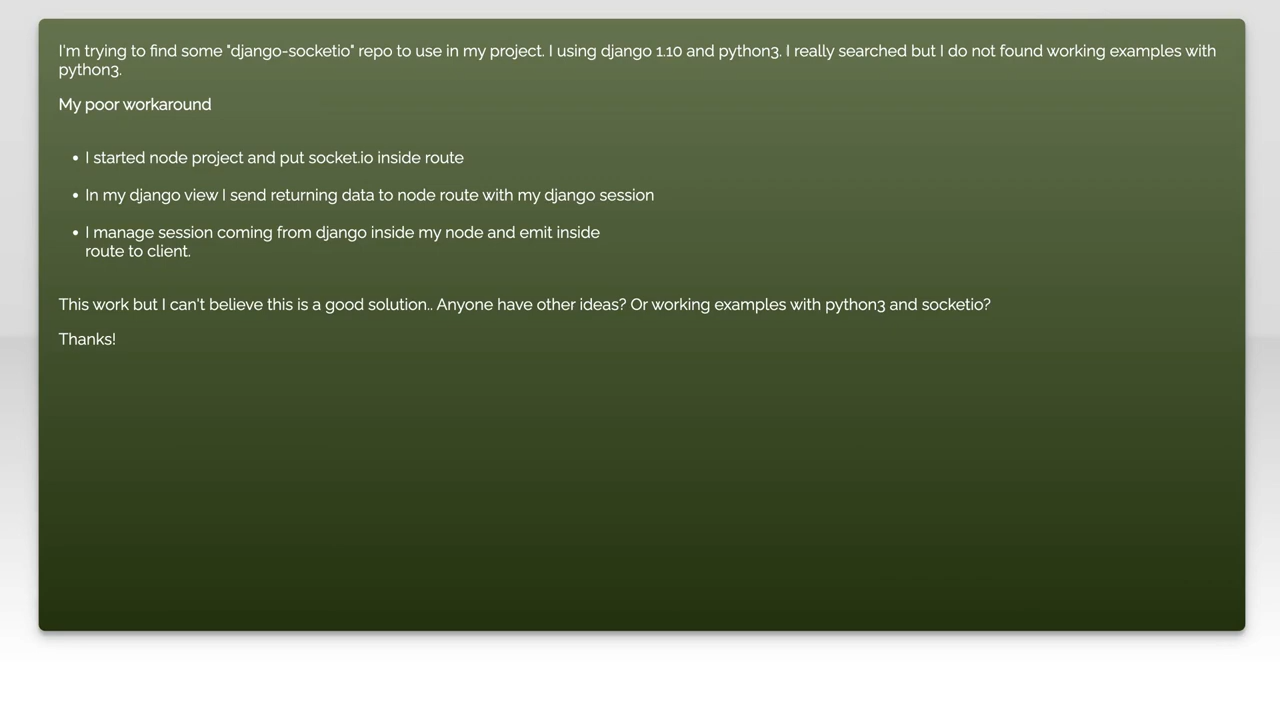 I'm trying to find some "django-socketio" repo to use in my project. I using django 1.10 and python3. I really searched but I do not found working examples with
python3.
My poor workaround
• I started node project and put socket.io inside route
• In my django view I send returning data to node route with my django session
• I manage session coming from django inside my node and emit inside
route to client.
This work but I can't believe this is a good solution.. Anyone have other ideas? Or working examples with python3 and socketio?
Thanks!